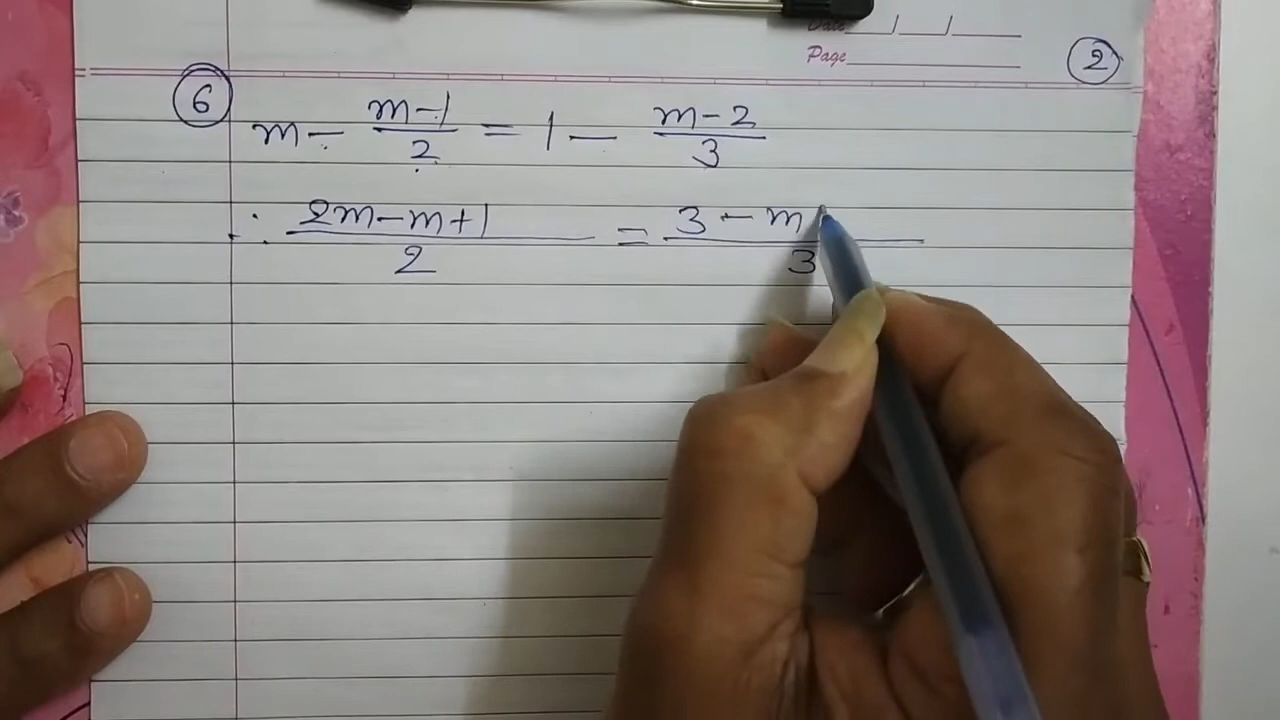 Date / /
Page
2
6
m - (m-1)/2 = 1 - (m-2)/3
∴ (2m-m+1)/2 = (3-m)/3